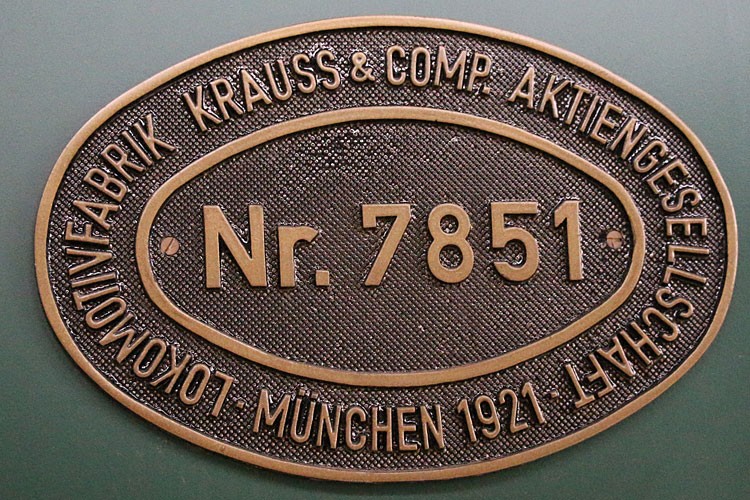 LOKOMOTIVFABRIK KRAUSS & COMP. AKTIENGESELLSCHAFT
· MÜNCHEN 1921 ·
Nr. 7851